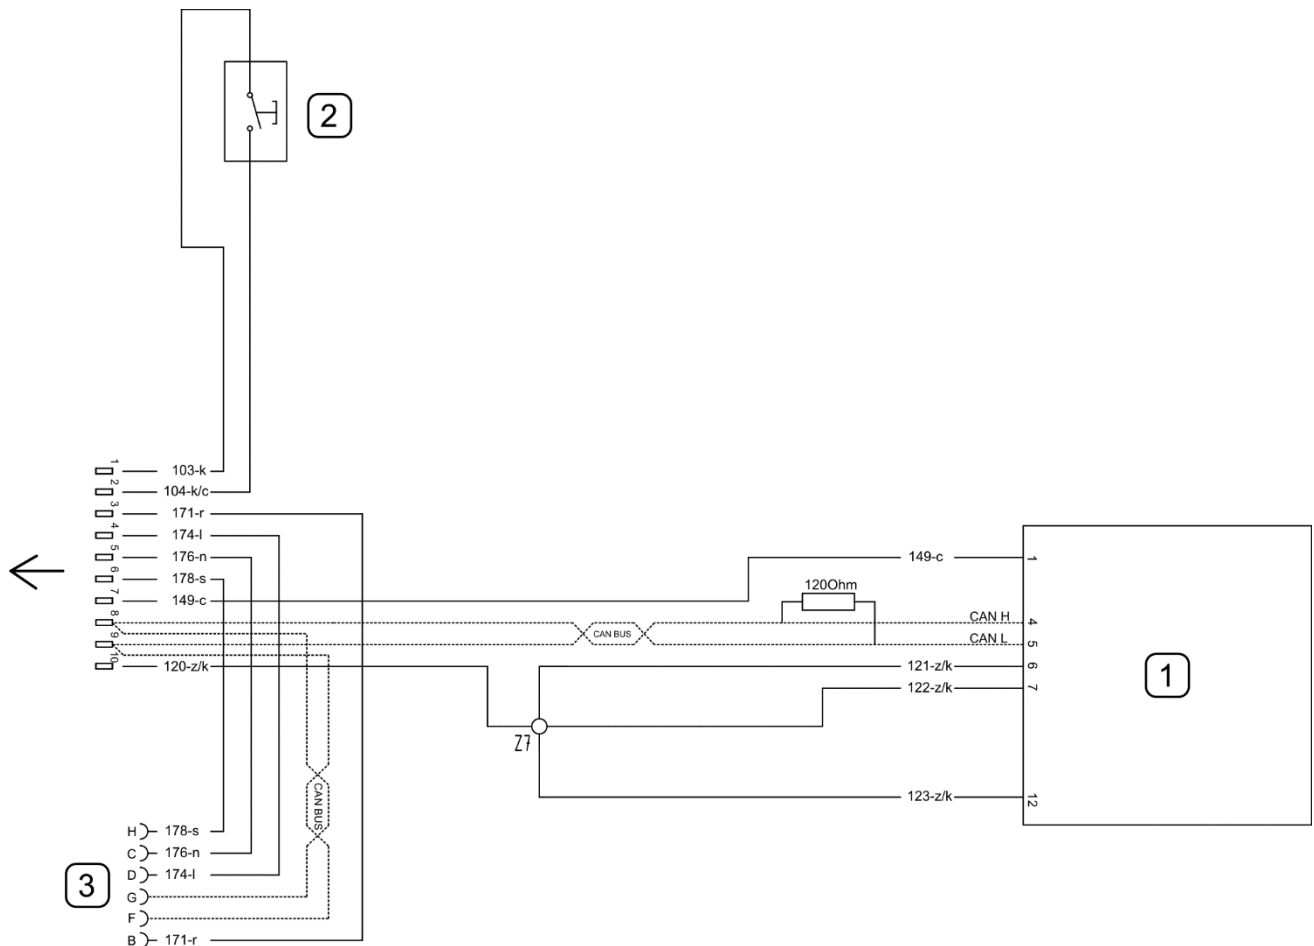 2
1
103-k
2
104-k/c
3
171-r
4
174-l
5
176-n
149-c
1
6
178-s
120Ohm
7
149-c
8
CAN H
4
CAN BUS
9
CAN L
5
10
120-z/k
121-z/k
6
122-z/k
7
1
Z7
CAN BUS
123-z/k
12
H
178-s
C
176-n
3
D
174-l
G
F
B
171-r